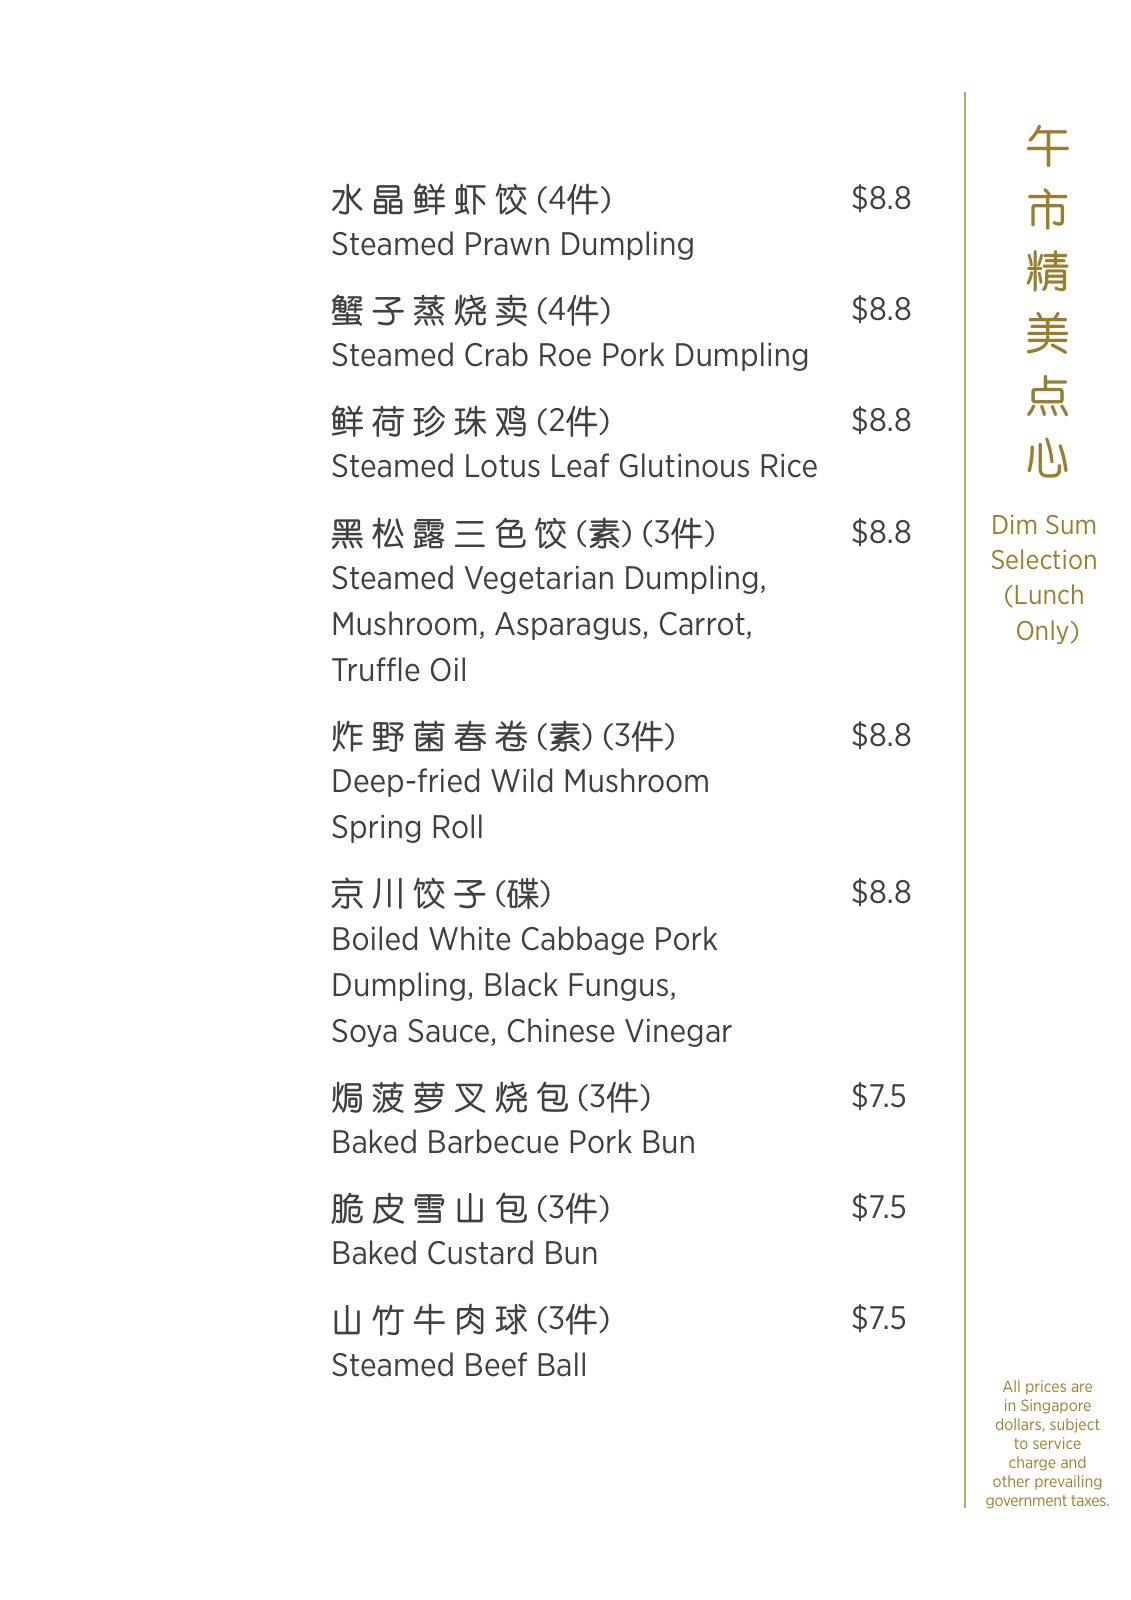 水晶鲜虾饺 (4件) $8.8
Steamed Prawn Dumpling
蟹子蒸烧卖 (4件) $8.8
Steamed Crab Roe Pork Dumpling
鲜荷珍珠鸡 (2件) $8.8
Steamed Lotus Leaf Glutinous Rice
黑松露三色饺 (素) (3件) $8.8
Steamed Vegetarian Dumpling,
Mushroom, Asparagus, Carrot,
Truffle Oil
炸野菌春卷 (素) (3件) $8.8
Deep-fried Wild Mushroom
Spring Roll
京川饺子 (碟) $8.8
Boiled White Cabbage Pork
Dumpling, Black Fungus,
Soya Sauce, Chinese Vinegar
焗菠萝叉烧包 (3件) $7.5
Baked Barbecue Pork Bun
脆皮雪山包 (3件) $7.5
Baked Custard Bun
山竹牛肉球 (3件) $7.5
Steamed Beef Ball
午市精美点心
Dim Sum
Selection
(Lunch
Only)
All prices are
in Singapore
dollars, subject
to service
charge and
other prevailing
government taxes.